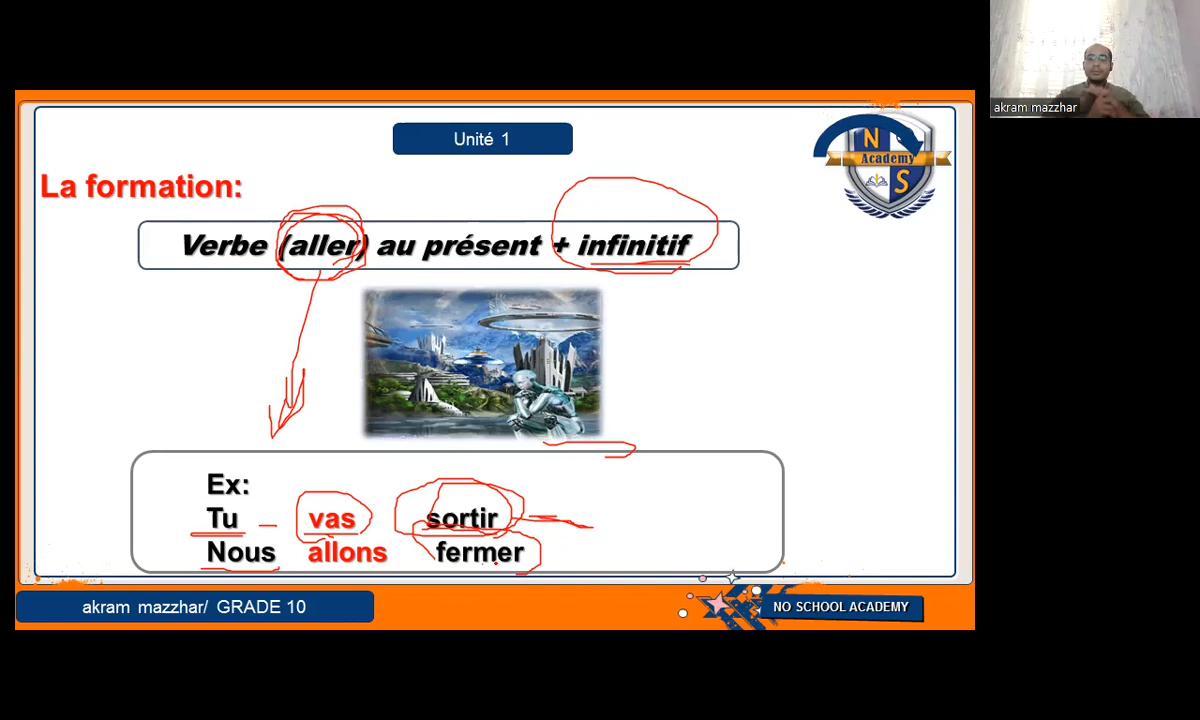 Unité 1
N
Academy
S
La formation:
Verbe (aller) au présent + infinitif
Ex:
Tu vas sortir
Nous allons fermer
akram mazzhar/ GRADE 10
NO SCHOOL ACADEMY
akram mazzhar